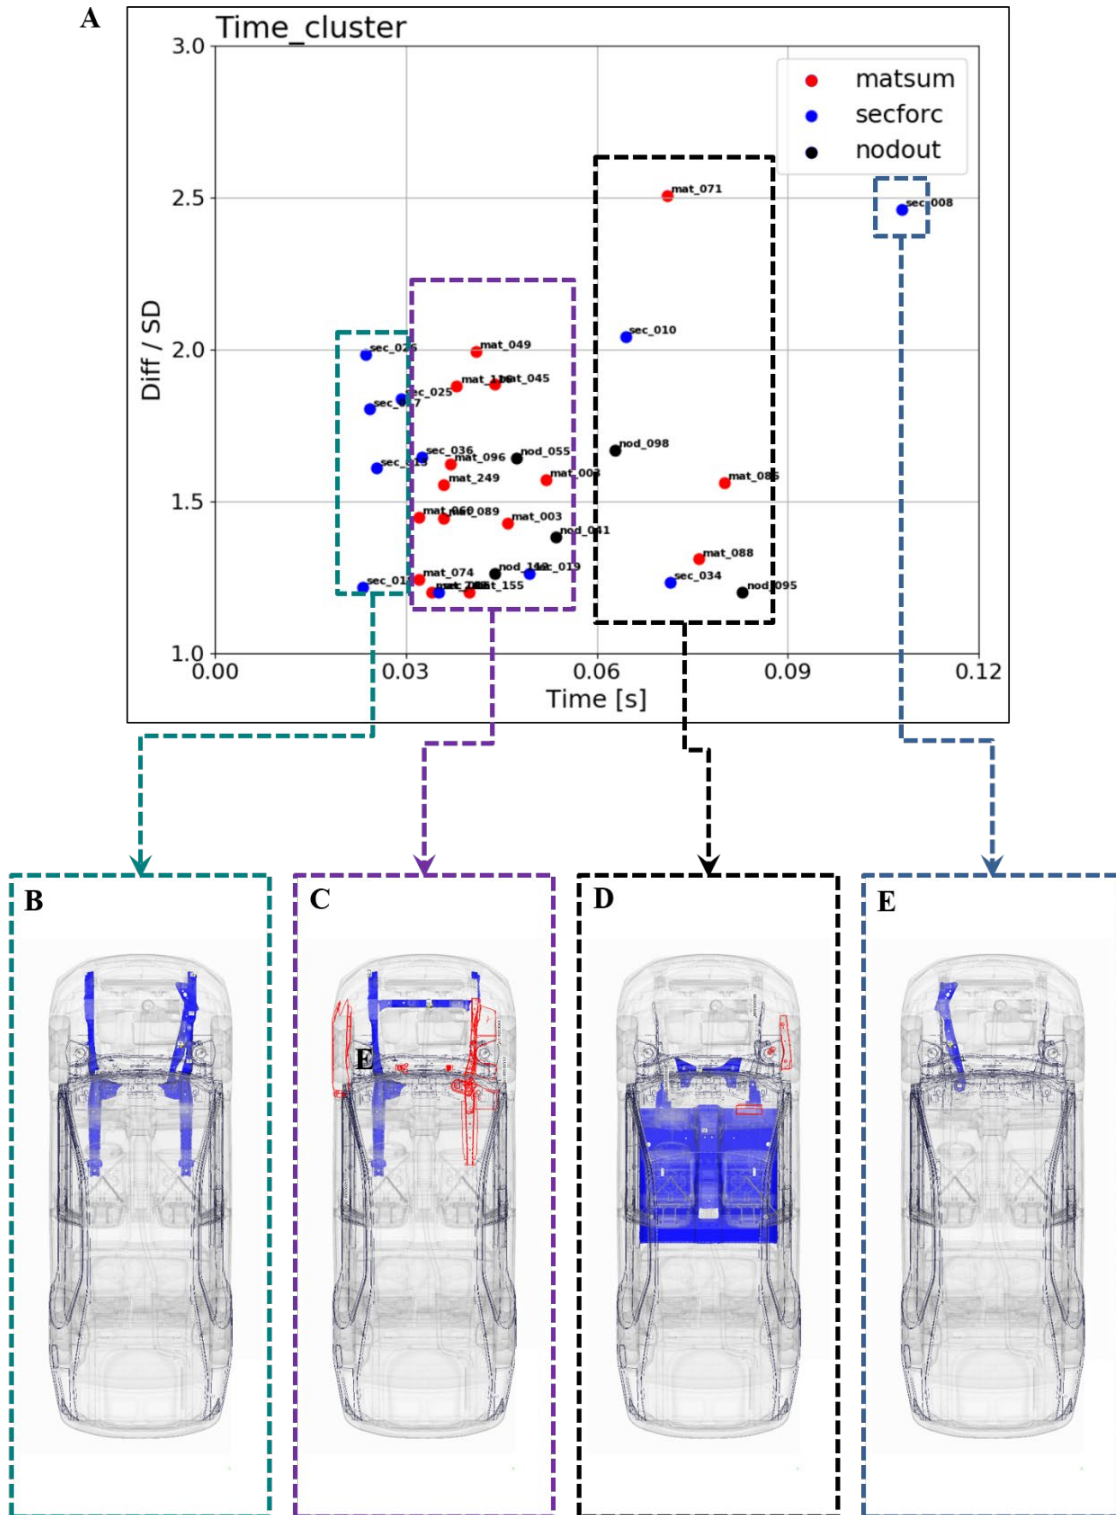 A
Time_cluster
3.0
matsum
secforc
nodout
mat_071
2.5
sec_008
sec_010
2.0
mat_049
sec_026
mat_045
sec_025
nod_098
sec_036
nod_055
mat_096
mat_249
mat_086
1.5
mat_089
mat_003
nod_041
mat_088
sec_019
mat_074
sec_034
nod_095
1.0
0.00
0.03
0.06
0.09
0.12
Diff / SD
Time [s]
B
C
D
E
E